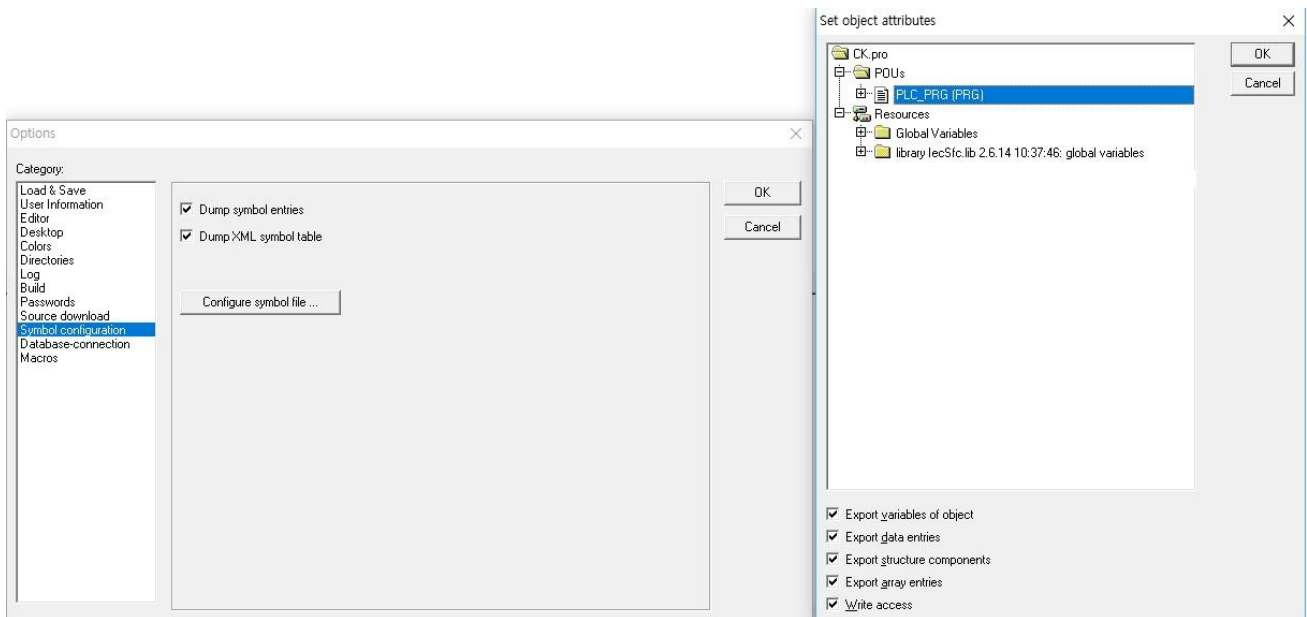 Options
Category:
Load & Save
User Information
Editor
Desktop
Colors
Directories
Log
Build
Passwords
Source download
Symbol configuration
Database-connection
Macros
Dump symbol entries
Dump XML symbol table
Configure symbol file ...
OK
Cancel
Set object attributes
CK.pro
POUs
PLC_PRG (PRG)
Resources
Global Variables
library IecSfc.lib 2.6.14 10:37:46: global variables
OK
Cancel
Export variables of object
Export data entries
Export structure components
Export array entries
Write access